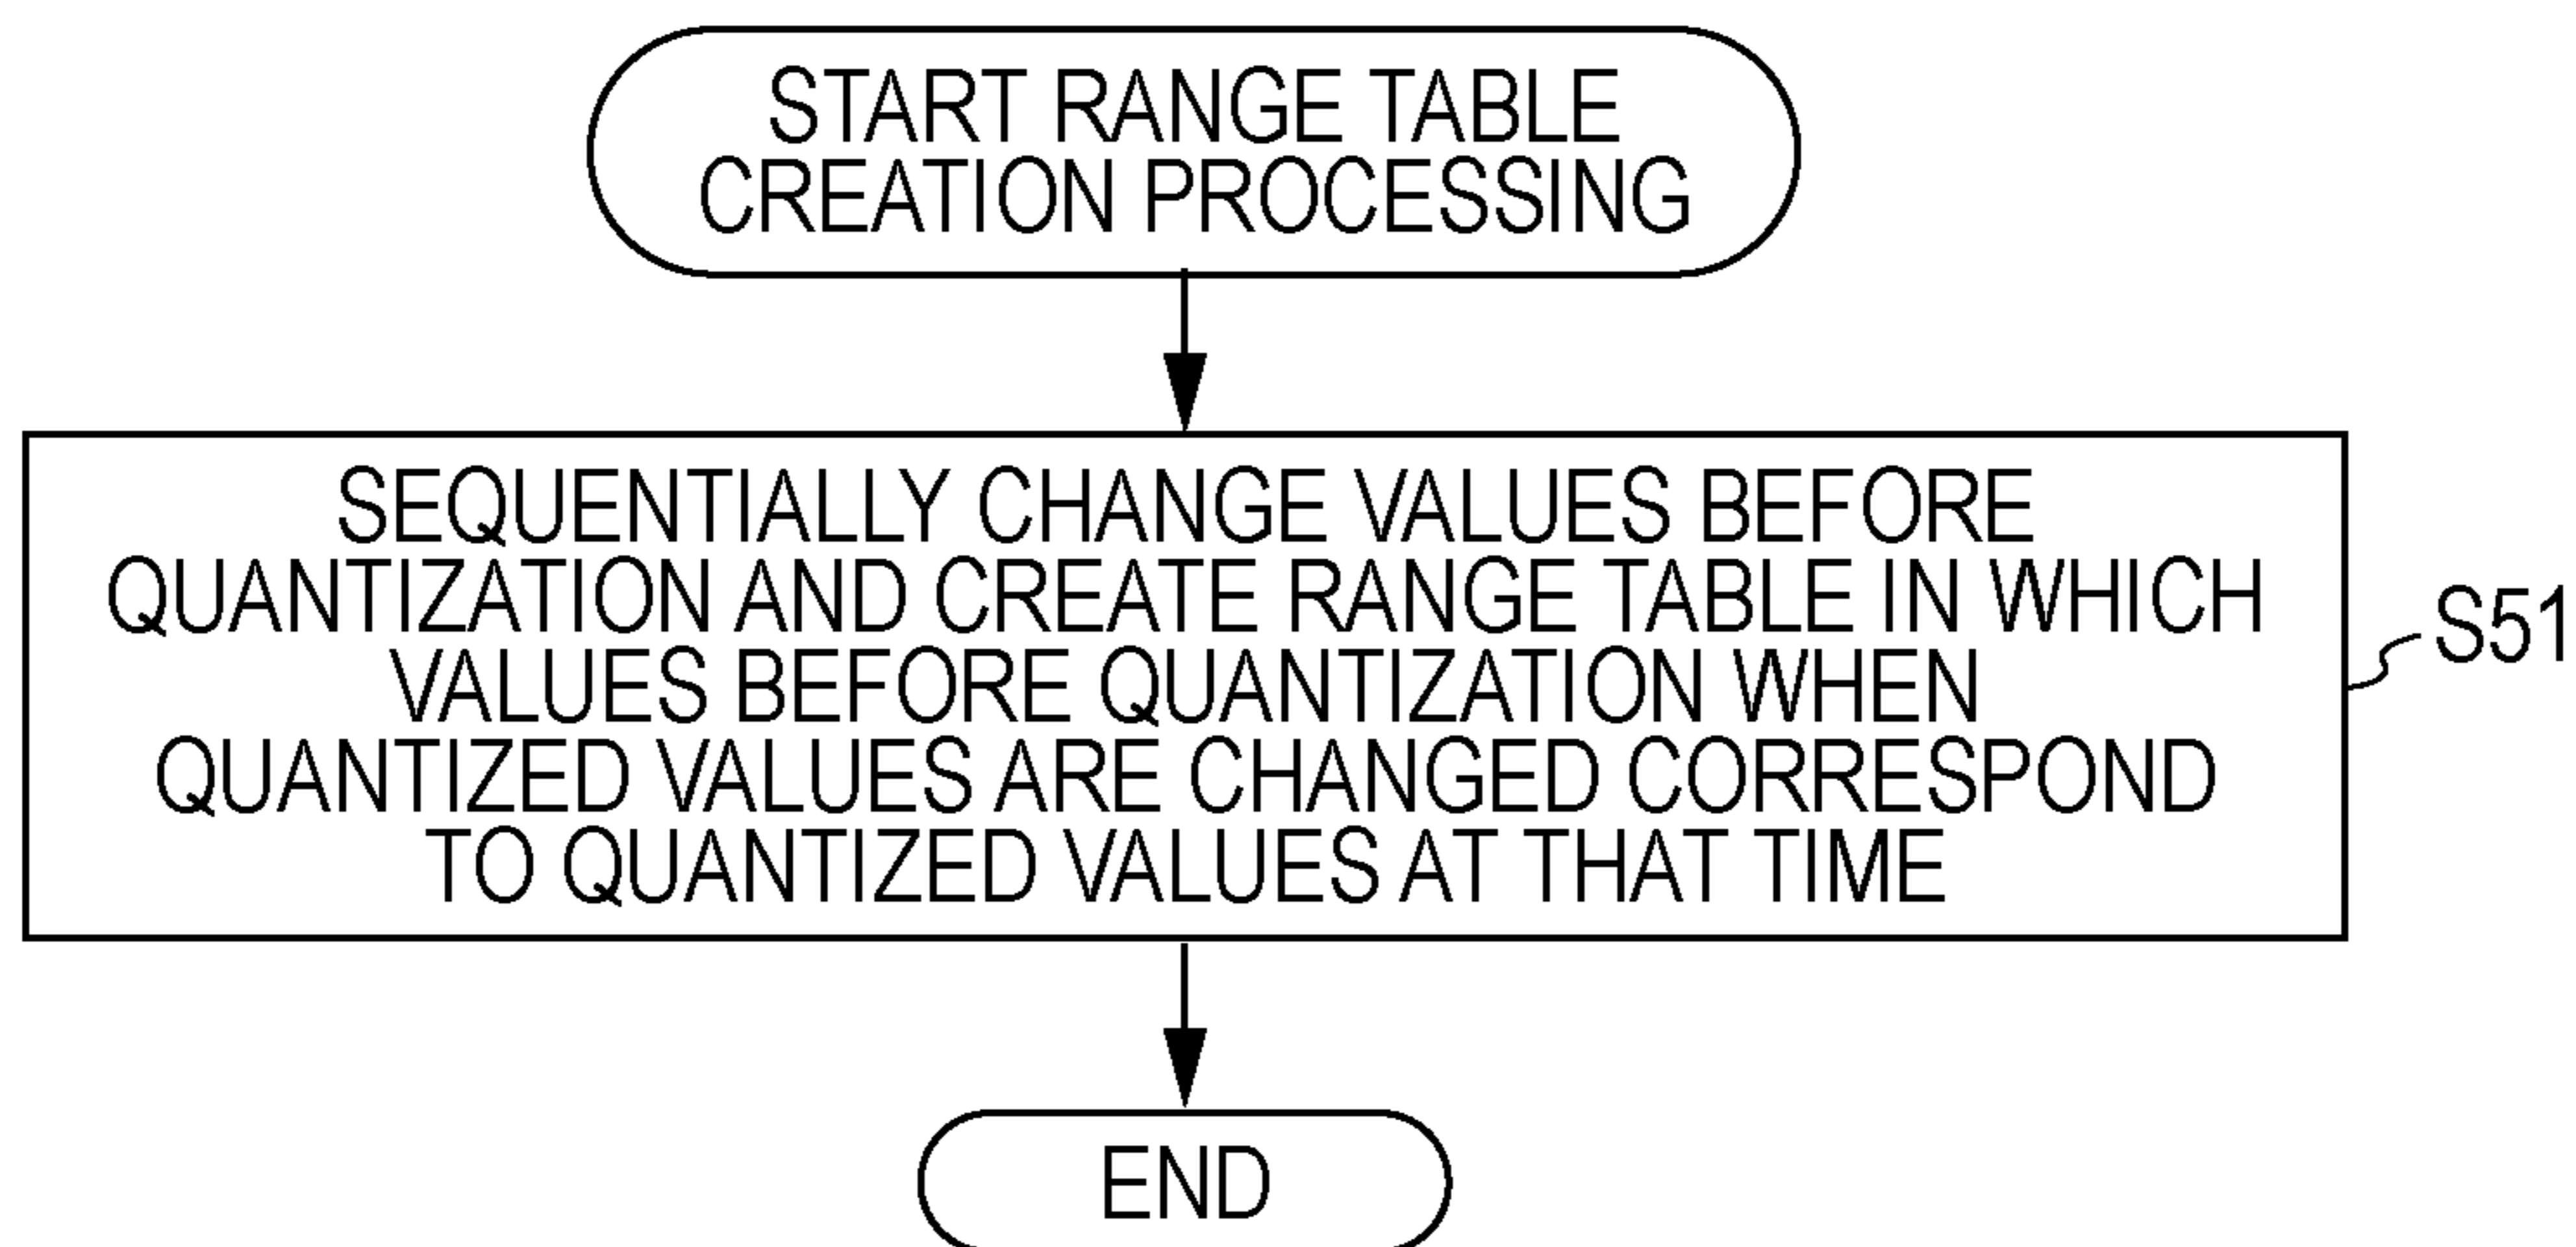 START RANGE TABLE
CREATION PROCESSING
SEQUENTIALLY CHANGE VALUES BEFORE
QUANTIZATION AND CREATE RANGE TABLE IN WHICH
VALUES BEFORE QUANTIZATION WHEN
QUANTIZED VALUES ARE CHANGED CORRESPOND
TO QUANTIZED VALUES AT THAT TIME
S51
END